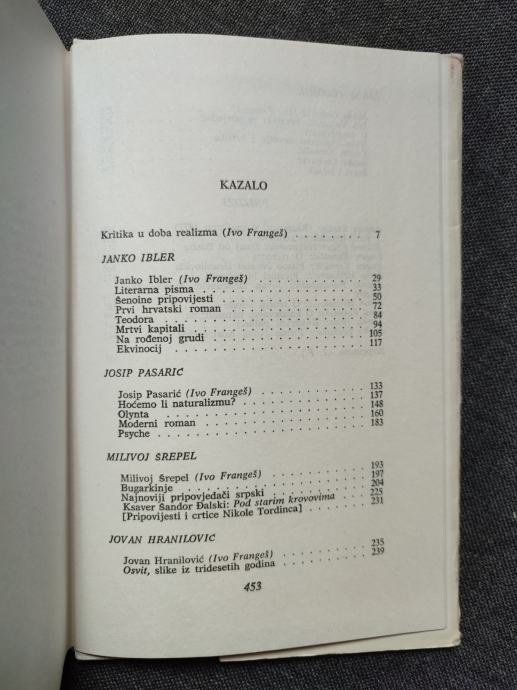 KAZALO
Kritika u doba realizma (Ivo Frangeš) . . . . . . . . 7
JANKO IBLER
Janko Ibler (Ivo Frangeš) . . . . . . . . . . 29
Literarna pisma . . . . . . . . . . . . 33
Šenoine pripovijesti . . . . . . . . . . . 50
Prvi hrvatski roman . . . . . . . . . . . 72
Teodora . . . . . . . . . . . . . . 84
Mrtvi kapitali . . . . . . . . . . . . 94
Na rođenoj grudi . . . . . . . . . . . 105
Ekvinocij . . . . . . . . . . . . . 117
JOSIP PASARIĆ
Josip Pasarić (Ivo Frangeš) . . . . . . . . . 133
Hoćemo li naturalizmu? . . . . . . . . . . 137
Olynta . . . . . . . . . . . . . . 148
Moderni roman . . . . . . . . . . . . 160
Psyche . . . . . . . . . . . . . . 183
MILIVOJ ŠREPEL
Milivoj Šrepel (Ivo Frangeš) . . . . . . . . . 193
Bugarkinje . . . . . . . . . . . . . 197
Najnoviji pripovjedači srpski . . . . . . . . 204
Ksaver Šandor Đalski: Pod starim krovovima . . . . 225
[Pripovijesti i crtice Nikole Tordinca] . . . . . . 231
JOVAN HRANILOVIĆ
Jovan Hranilović (Ivo Frangeš) . . . . . . . . 235
Osvit, slike iz tridesetih godina . . . . . . . 239
453